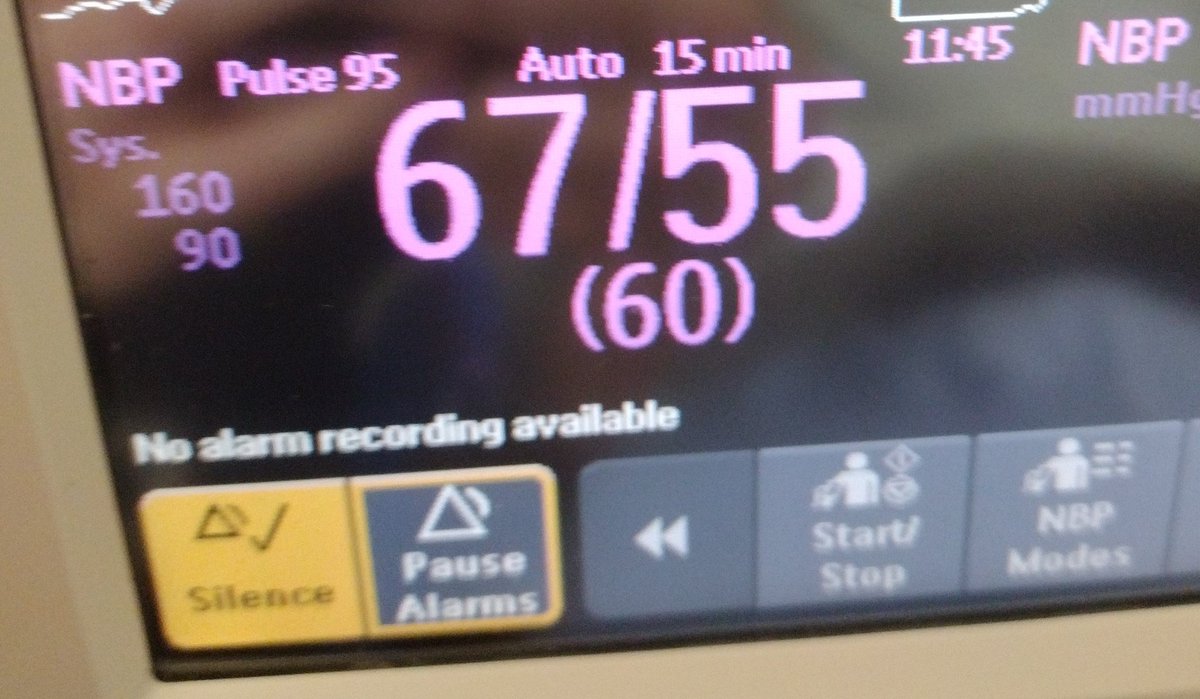 NBP Pulse 95 Auto 15 min 11:45 NBP
Sys. mmHg
160
90
67/55
(60)
No alarm recording available
Silence
Pause
Alarms
Start/
Stop
NBP
Modes